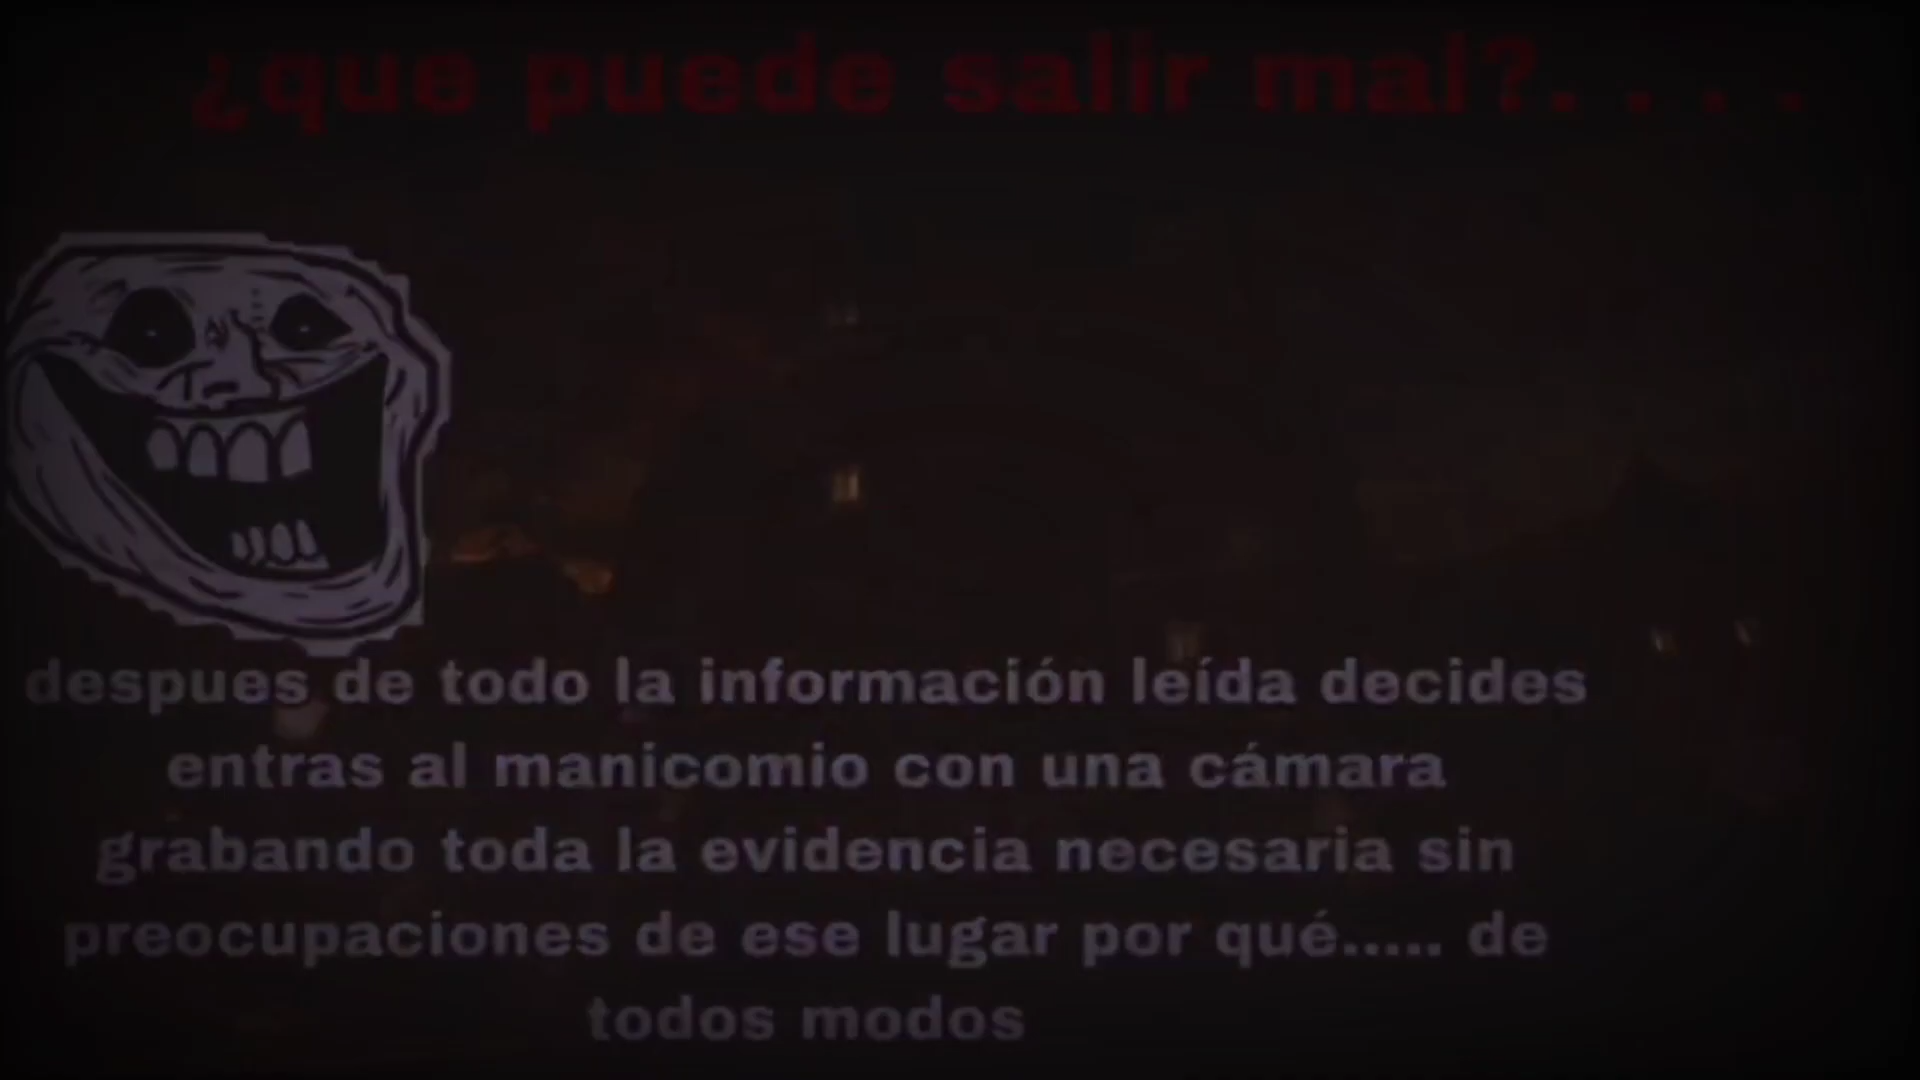 ¿que puede salir mal?. . . .
despues de todo la información leída decides
entras al manicomio con una cámara
grabando toda la evidencia necesaria sin
preocupaciones de ese lugar por qué..... de
todos modos